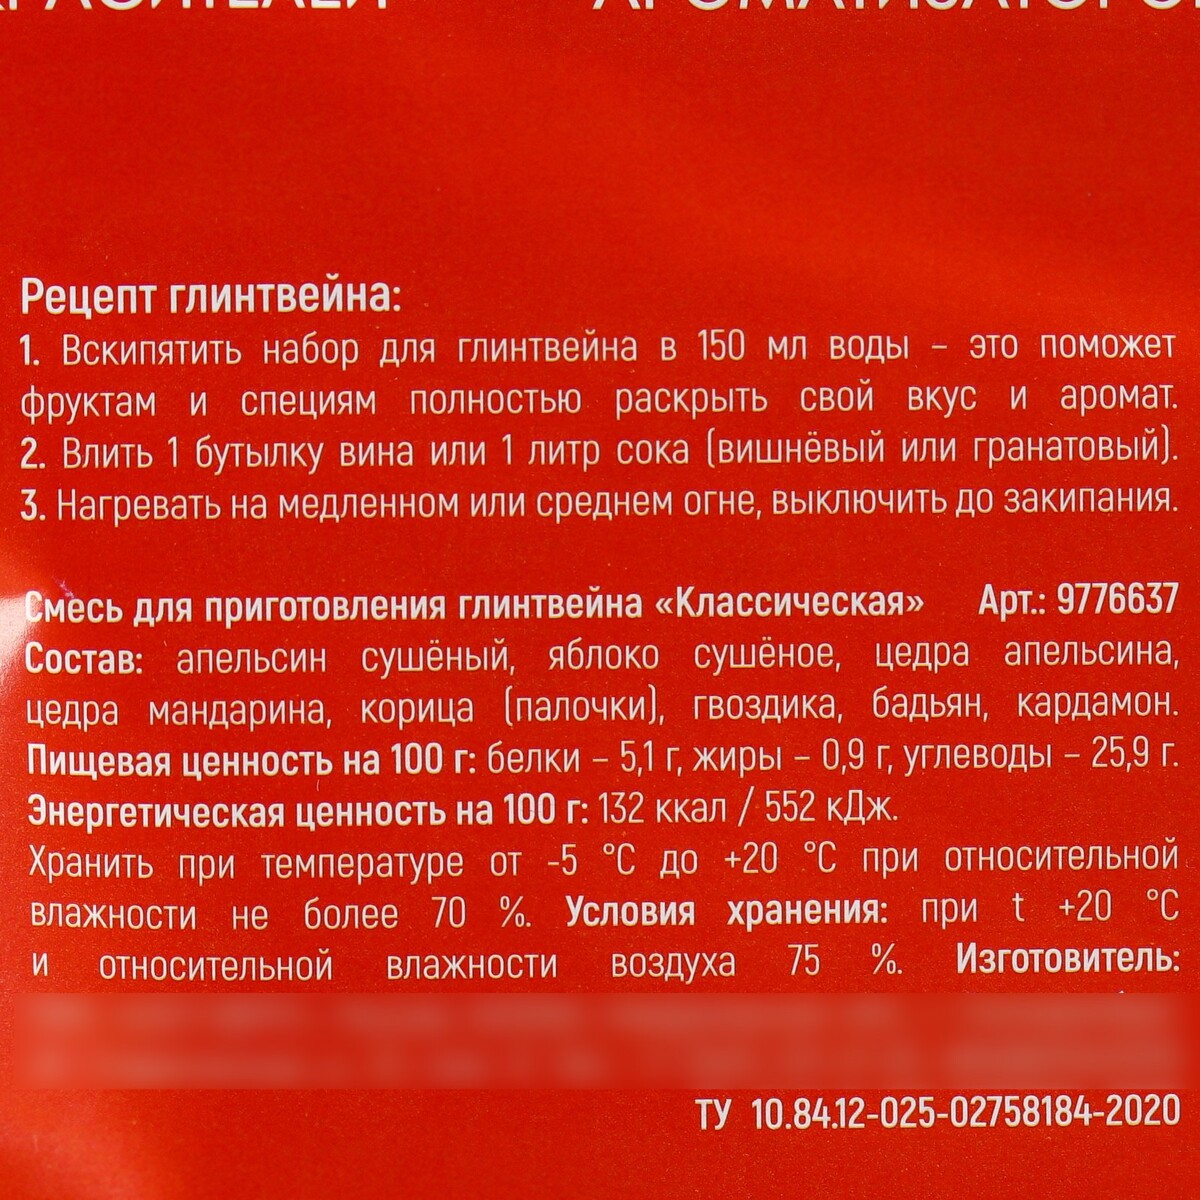 КРАСИТЕЛЕЙ АРОМАТИЗАТОРОВ
Рецепт глинтвейна:
1. Вскипятить набор для глинтвейна в 150 мл воды – это поможет
фруктам и специям полностью раскрыть свой вкус и аромат.
2. Влить 1 бутылку вина или 1 литр сока (вишнёвый или гранатовый).
3. Нагревать на медленном или среднем огне, выключить до закипания.
Смесь для приготовления глинтвейна «Классическая» Арт.: 9776637
Состав: апельсин сушёный, яблоко сушёное, цедра апельсина,
цедра мандарина, корица (палочки), гвоздика, бадьян, кардамон.
Пищевая ценность на 100 г: белки – 5,1 г, жиры – 0,9 г, углеводы – 25,9 г.
Энергетическая ценность на 100 г: 132 ккал / 552 кДж.
Хранить при температуре от -5 °С до +20 °С при относительной
влажности не более 70 %. Условия хранения: при t +20 °С
и относительной влажности воздуха 75 %. Изготовитель:
ТУ 10.84.12-025-02758184-2020